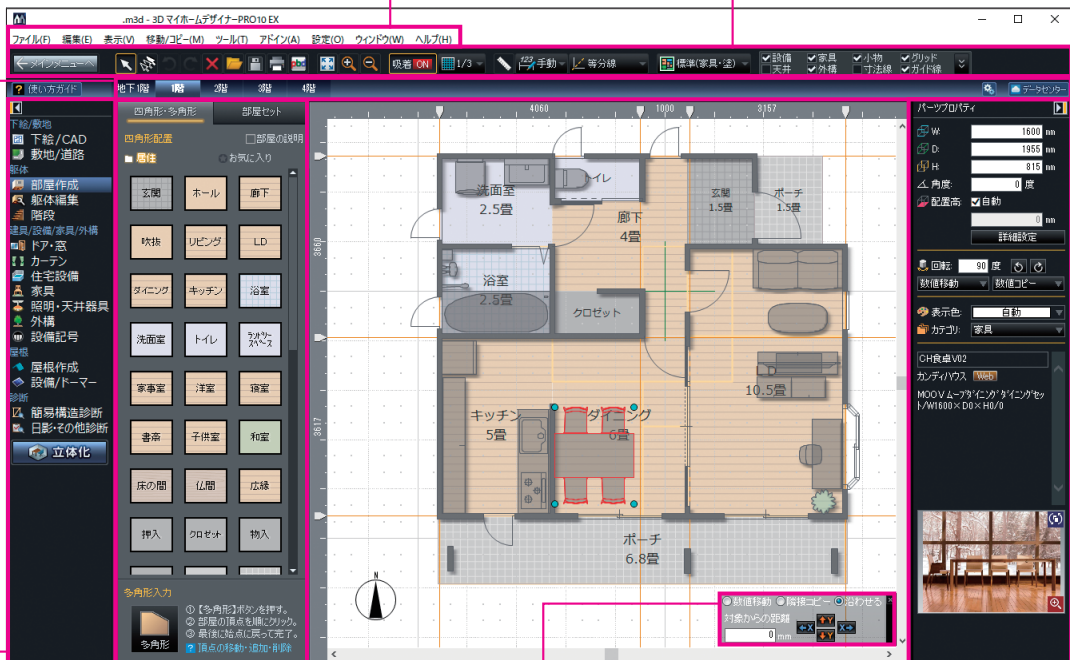 .m3d - 3D マイホームデザイナーPRO10 EX
ファイル(F) 編集(E) 表示(V) 移動/コピー(M) ツール(T) アドイン(A) 設定(O) ウィンドウ(W) ヘルプ(H)
←メインメニューへ 吸着 ON 1/3 123 手動 等分線 標準(家具・塗) 設備 家具 小物 グリッド
天井 外構 寸法線 ガイド線
? 使い方ガイド 地下1階 1階 2階 3階 4階 データセンター
下絵/敷地
下絵/CAD
敷地/道路
躯体
部屋作成
躯体編集
階段
建具/設備/家具/外構
ドア・窓
カーテン
住宅設備
家具
照明・天井器具
外構
設備記号
屋根
屋根作成
設備/ドーマー
診断
簡易構造診断
日影・その他診断
立体化
四角形・多角形 部屋セット
四角形配置 部屋の説明
居住 お気に入り
玄関 ホール 廊下
吹抜 リビング LD
ダイニング キッチン 浴室
洗面室 トイレ ランドリースペース
家事室 洋室 寝室
書斎 子供室 和室
床の間 仏間 広縁
押入 クロゼット 物入
多角形入力
多角形
① 【多角形】ボタンを押す。
② 部屋の頂点を順にクリック。
③ 最後に始点に戻って完了。
? 頂点の移動・追加・削除
4060 1000 3157
3660
3617
洗面室
2.5畳
トイレ
廊下
4畳
玄関
1.5畳
ポーチ
1.5畳
浴室
2.5畳
クロゼット
10.5畳
キッチン
5畳
ダイニング
6畳
ポーチ
6.8畳
N
数値移動 隣接コピー 沿わせる
対象からの距離
0 mm
←X ↑Y X→
↓Y
パーツプロパティ
W: 1600 mm
D: 1955 mm
H: 815 mm
角度: 0 度
配置高: 自動
0 mm
詳細設定
回転: 90 度
数値移動 数値コピー
表示色: 自動
カテゴリ: 家具
CH食卓V02
カンディハウス Web
MOOV ムーブダイニングダイニングセッ
ト/W1600×D0×H0/0